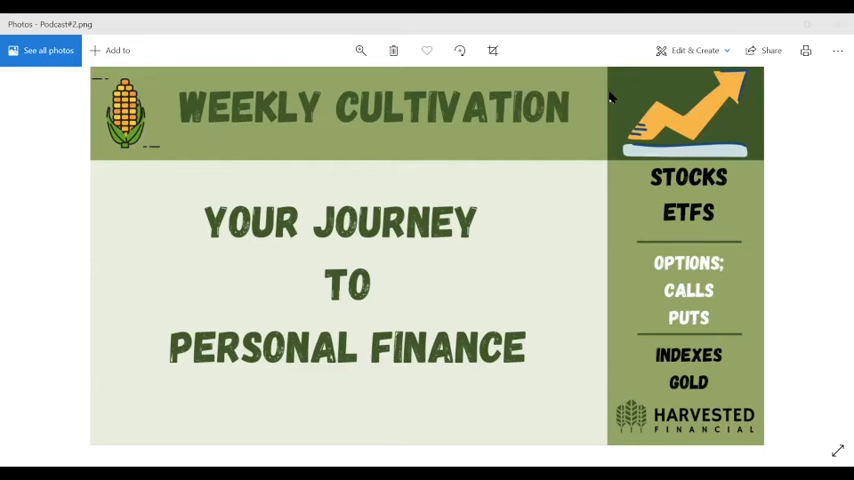 Photos - Podcast#2.png
See all photos
Add to
Edit & Create
Share
WEEKLY CULTIVATION
YOUR JOURNEY
TO
PERSONAL FINANCE
STOCKS
ETFS
OPTIONS;
CALLS
PUTS
INDEXES
GOLD
HARVESTED
FINANCIAL